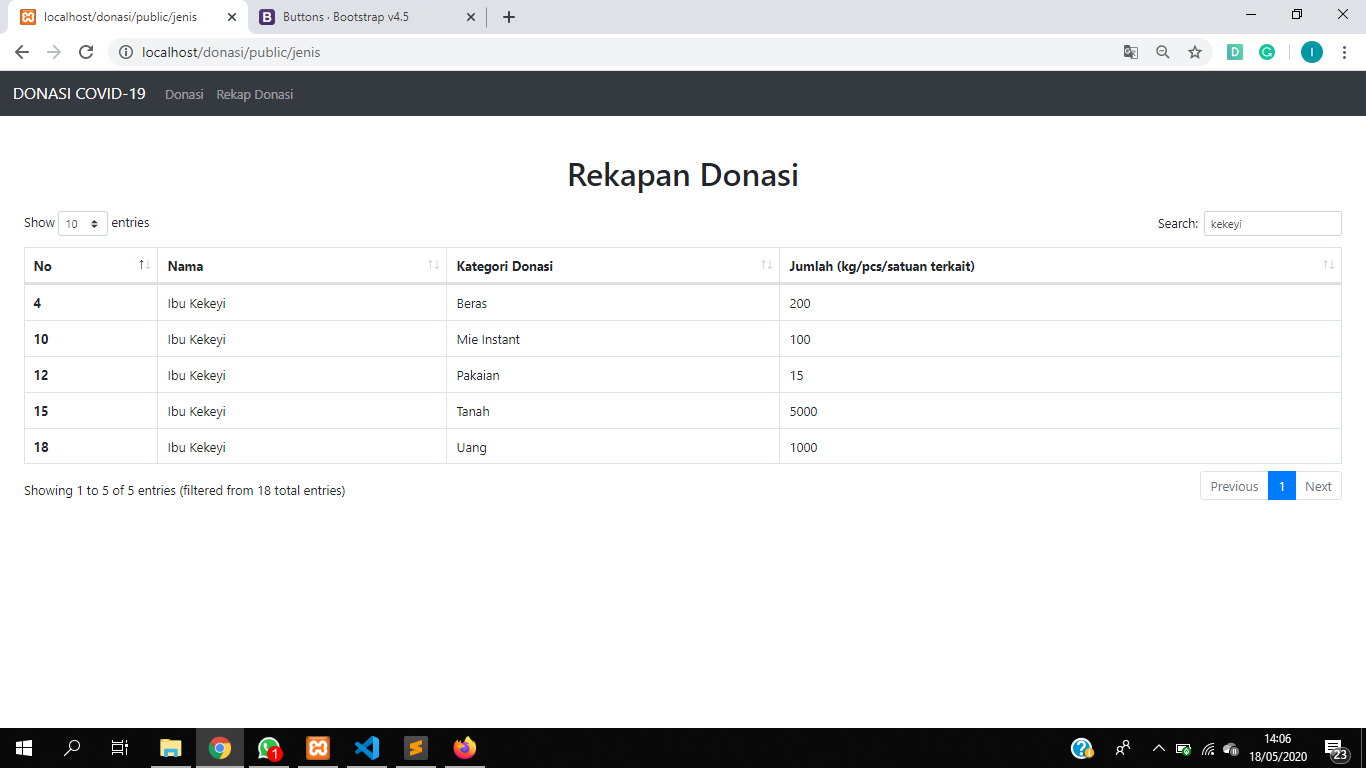 localhost/donasi/public/jenis
Buttons · Bootstrap v4.5
localhost/donasi/public/jenis
D
I
DONASI COVID-19 Donasi Rekap Donasi
Rekapan Donasi
Show 10 entries
Search: kekeyi
No Nama Kategori Donasi Jumlah (kg/pcs/satuan terkait)
4 Ibu Kekeyi Beras 200
10 Ibu Kekeyi Mie Instant 100
12 Ibu Kekeyi Pakaian 15
15 Ibu Kekeyi Tanah 5000
18 Ibu Kekeyi Uang 1000
Showing 1 to 5 of 5 entries (filtered from 18 total entries)
Previous 1 Next
1
14:06
18/05/2020
23